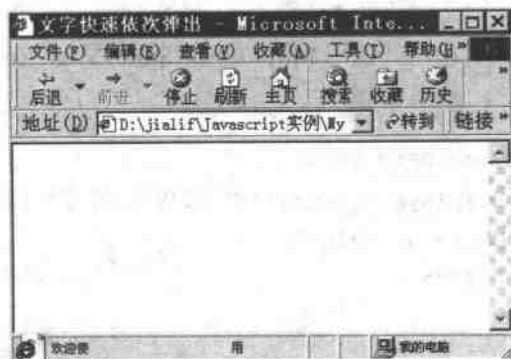 文字快速依次弹出 - Microsoft Inte...
文件(F) 编辑(E) 查看(V) 收藏(A) 工具(T) 帮助(H »
后退 前进 停止 刷新 主页 搜索 收藏 历史 »
地址(D) D:\jialif\Javascript实例\My 转到 链接 »
欢迎使 用 我的电脑